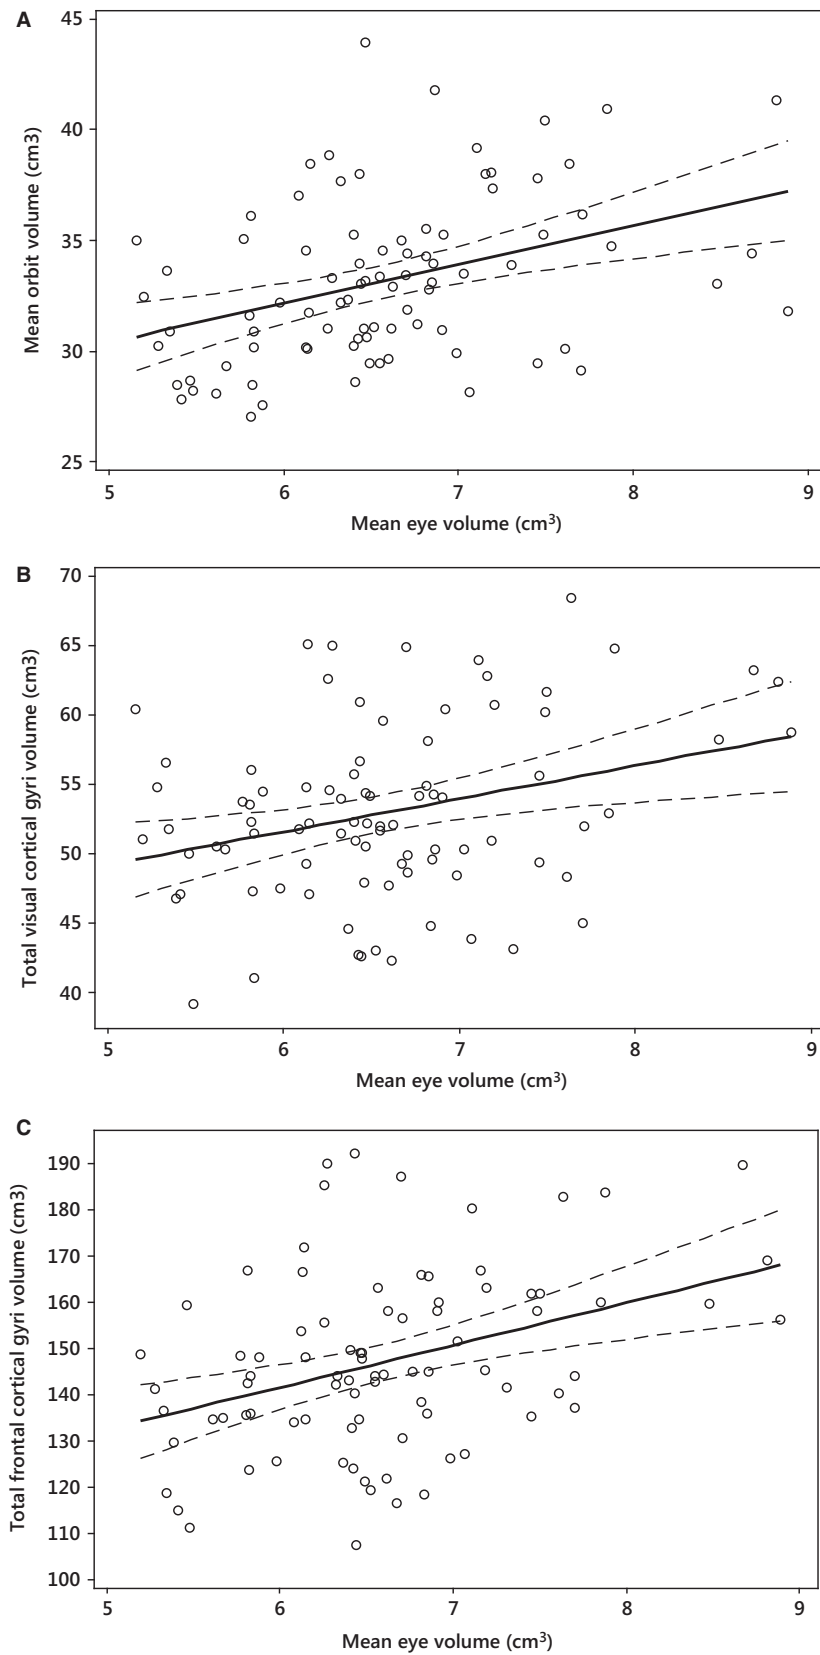 A
45
40
35
30
25
Mean orbit volume (cm3)
5 6 7 8 9
Mean eye volume (cm³)
B
70
65
60
55
50
45
40
Total visual cortical gyri volume (cm3)
5 6 7 8 9
Mean eye volume (cm³)
C
190
180
170
160
150
140
130
120
110
100
Total frontal cortical gyri volume (cm3)
5 6 7 8 9
Mean eye volume (cm³)